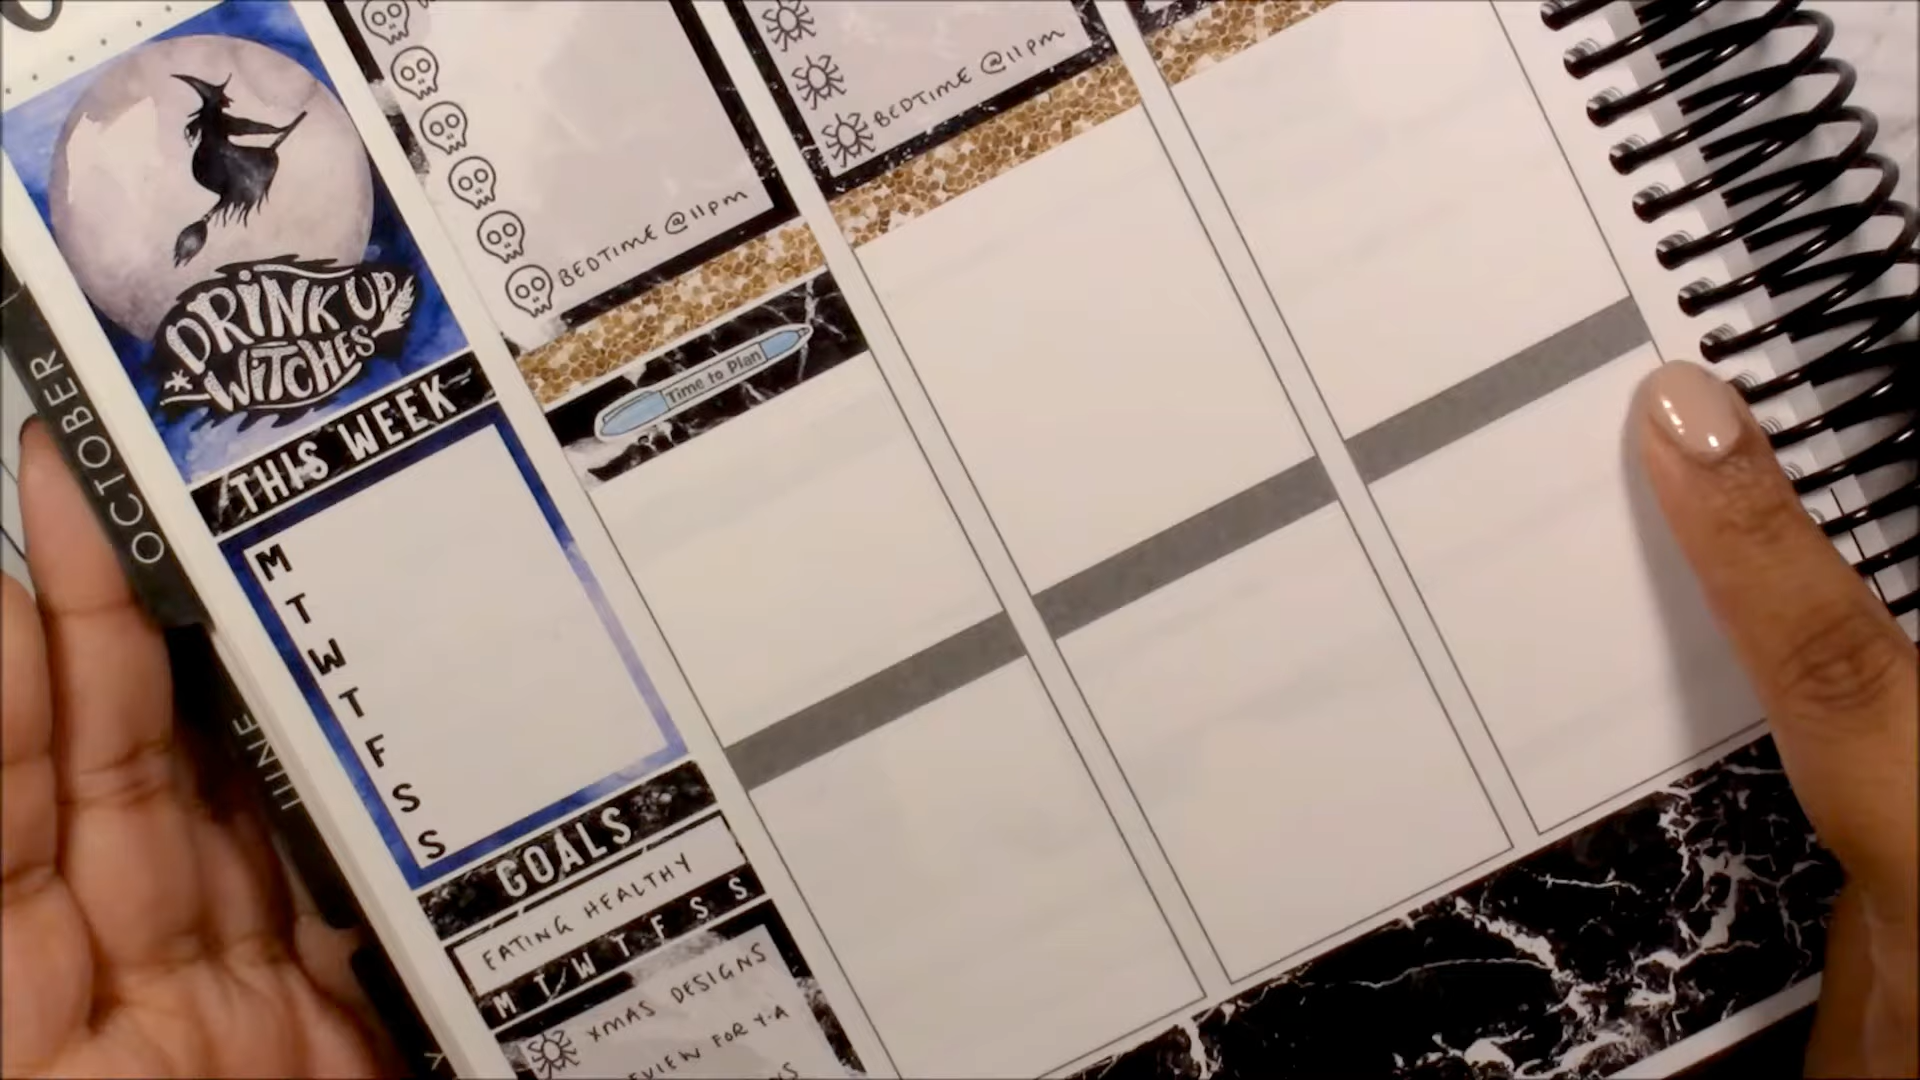 DRINK UP
WITCHES
THIS WEEK
M
T
W
T
F
S
S
GOALS
EATING HEALTHY
M T W T F S S
XMAS DESIGNS
FOR Y-A
BEDTIME @11pm
Time to Plan
BEDTIME @11pm
OCTOBER
JUNE